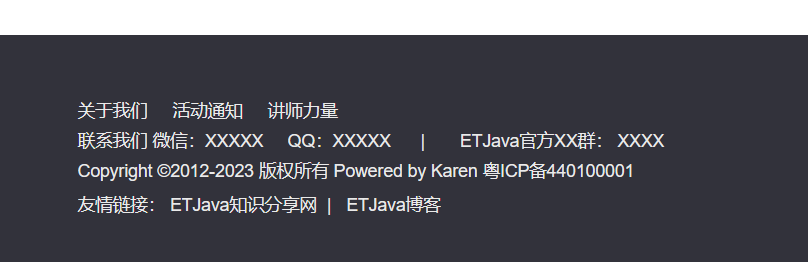 关于我们 活动通知 讲师力量
联系我们 微信：XXXXX QQ：XXXXX | ETJava官方XX群： XXXX
Copyright ©2012-2023 版权所有 Powered by Karen 粤ICP备440100001
友情链接： ETJava知识分享网 | ETJava博客